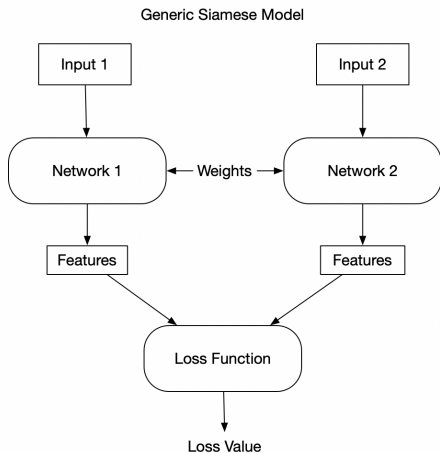 Generic Siamese Model
Input 1
Input 2
Network 1
Weights
Network 2
Features
Features
Loss Function
Loss Value